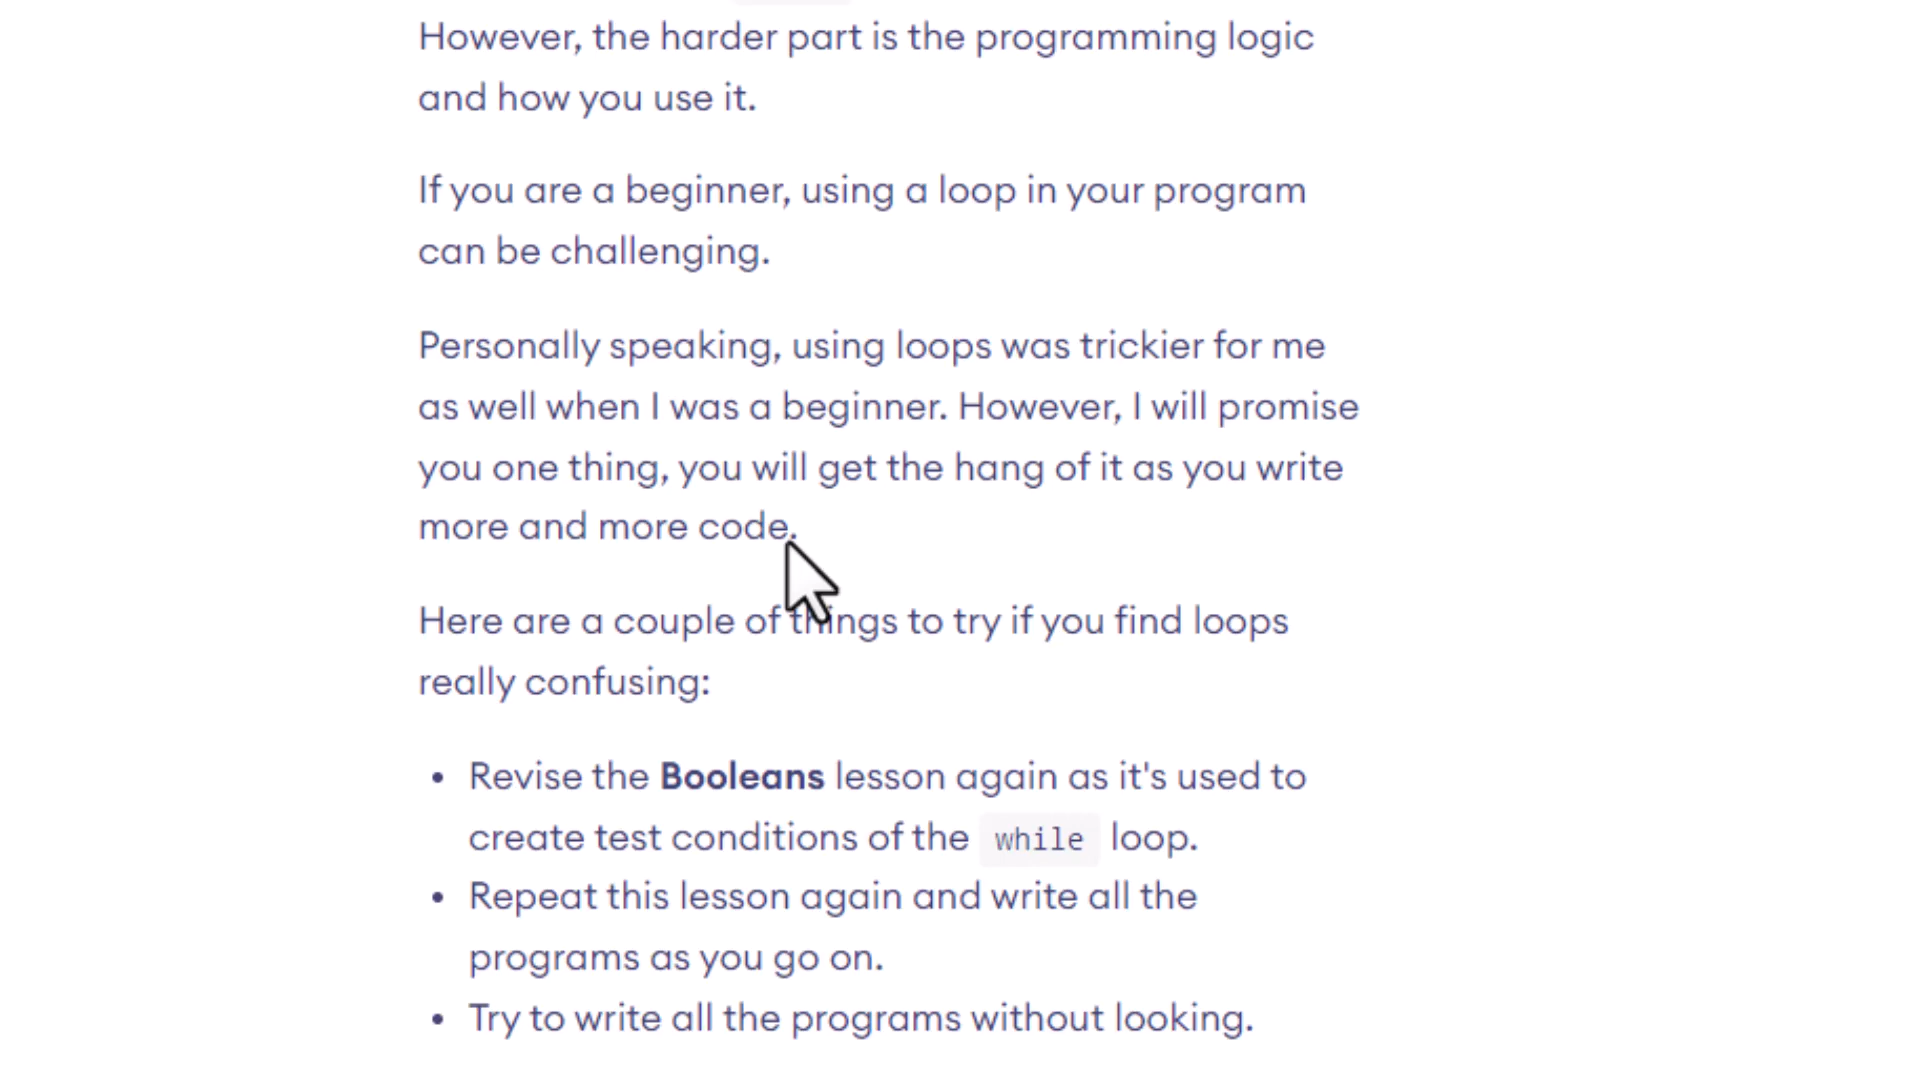 However, the harder part is the programming logic
and how you use it.
If you are a beginner, using a loop in your program
can be challenging.
Personally speaking, using loops was trickier for me
as well when I was a beginner. However, I will promise
you one thing, you will get the hang of it as you write
more and more code.
Here are a couple of things to try if you find loops
really confusing:
• Revise the Booleans lesson again as it's used to
create test conditions of the while loop.
• Repeat this lesson again and write all the
programs as you go on.
• Try to write all the programs without looking.